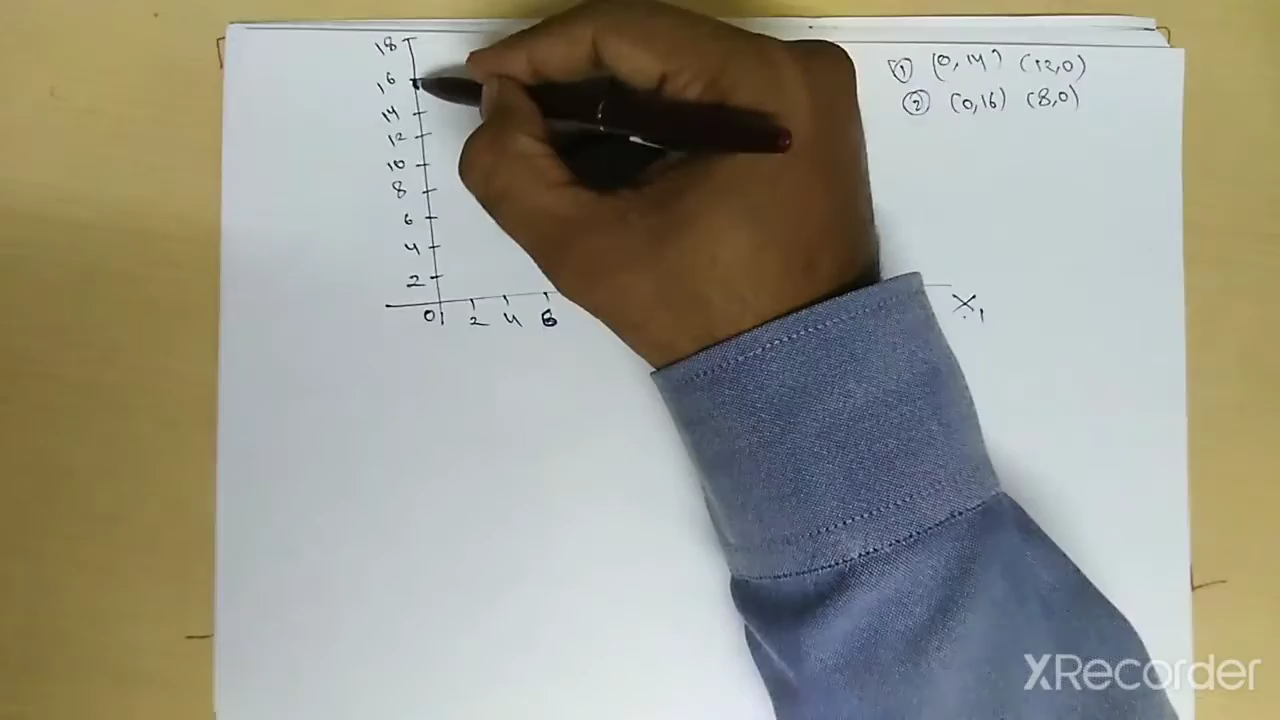 ① (0,14) (12,0)
② (0,16) (8,0)
18
16
14
12
10
8
6
4
2
0 2 4 6
X₁
XRecorder